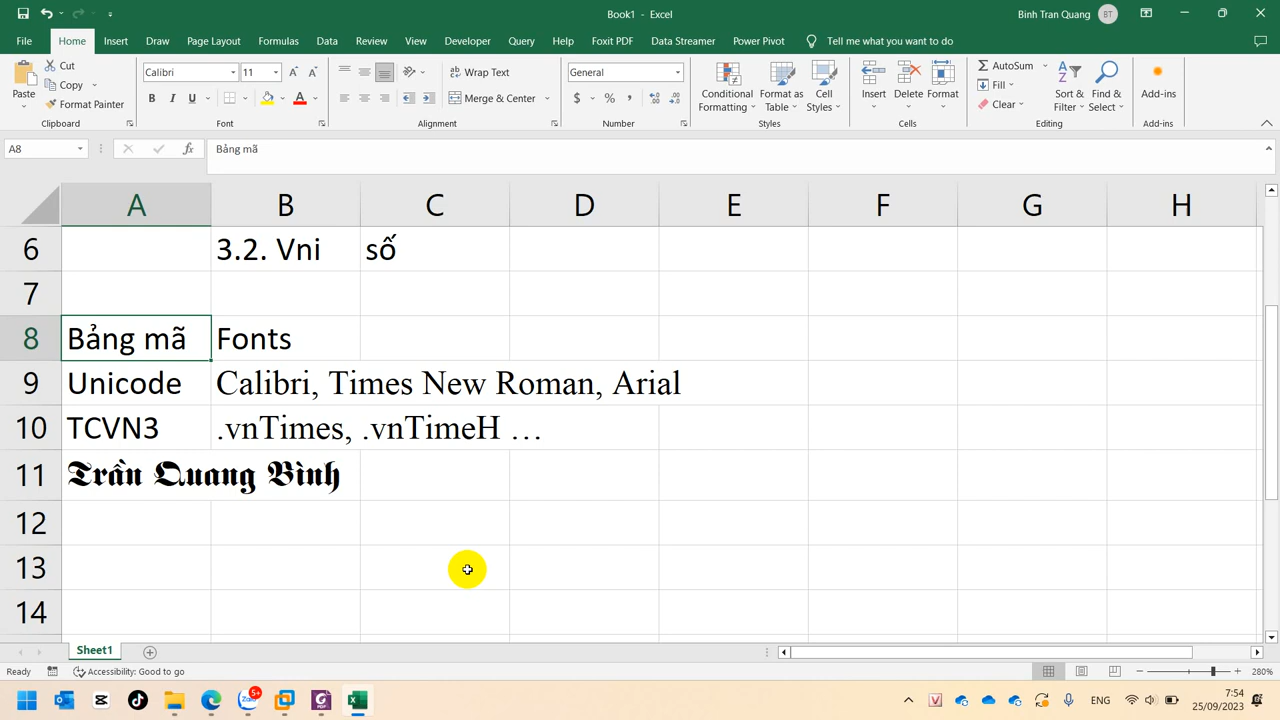 Book1 - Excel
Binh Tran Quang BT
File Home Insert Draw Page Layout Formulas Data Review View Developer Query Help Foxit PDF Data Streamer Power Pivot Tell me what you want to do
Paste
Cut
Copy
Format Painter
Clipboard
Calibri 11
B I U
Font
Wrap Text
Merge & Center
Alignment
General
$ % ,
Number
Conditional Formatting
Format as Table
Cell Styles
Styles
Insert
Delete
Format
Cells
AutoSum
Fill
Clear
Sort & Filter
Find & Select
Editing
Add-ins
Add-ins
A8 fx Bảng mã
A B C D E F G H
6 3.2. Vni số
7
8 Bảng mã Fonts
9 Unicode Calibri, Times New Roman, Arial
10 TCVN3 .vnTimes, .vnTimeH …
11 Trần Quang Bình
12
13
14
Sheet1
Ready Accessibility: Good to go 280%
Zalo 5+ ENG 7:54
25/09/2023